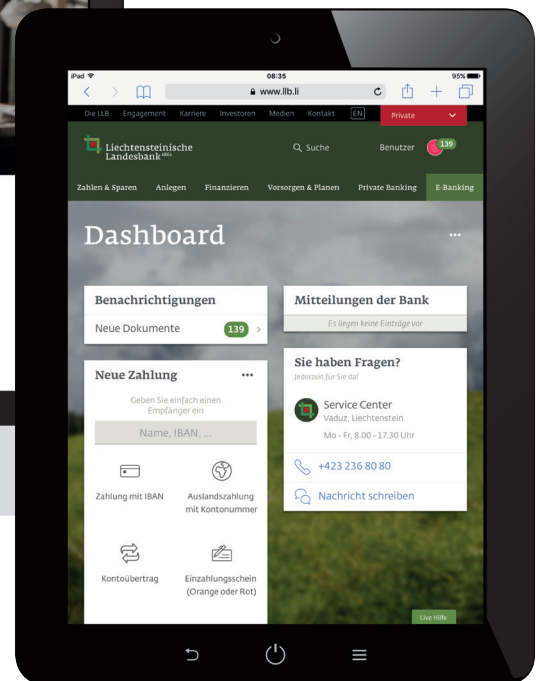 iPad 08:35 95%
www.llb.li
Die LLB Engagement Karriere Investoren Medien Kontakt EN Private
Liechtensteinische
Landesbank 1861
Suche Benutzer 139
Zahlen & Sparen Anlegen Finanzieren Vorsorgen & Planen Private Banking E-Banking
Dashboard
Benachrichtigungen
Neue Dokumente 139
Mitteilungen der Bank
Es liegen keine Einträge vor
Neue Zahlung
Geben Sie einfach einen
Empfänger ein
Name, IBAN, ...
Zahlung mit IBAN
Auslandszahlung
mit Kontonummer
Kontoübertrag
Einzahlungsschein
(Orange oder Rot)
Sie haben Fragen?
Jederzeit für Sie da!
Service Center
Vaduz, Liechtenstein
Mo - Fr, 8.00 - 17.30 Uhr
+423 236 80 80
Nachricht schreiben
Live Hilfe